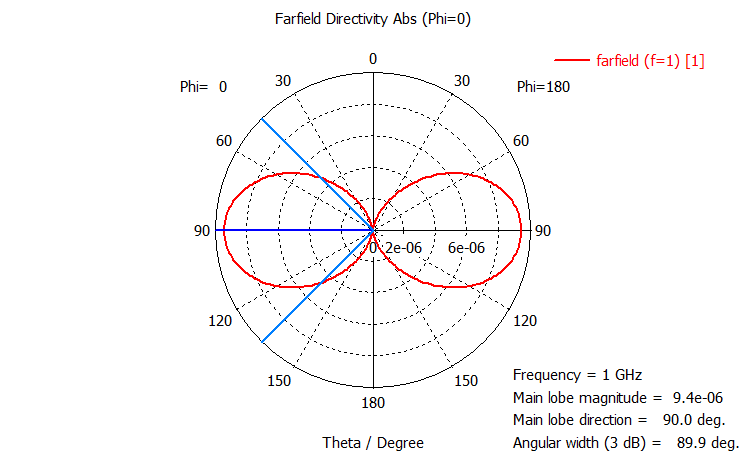 Farfield Directivity Abs (Phi=0)
farfield (f=1) [1]
0
Phi= 0
30
30
Phi=180
60
60
90
0 2e-06 6e-06
90
120
120
150
150
180
Theta / Degree
Frequency = 1 GHz
Main lobe magnitude = 9.4e-06
Main lobe direction = 90.0 deg.
Angular width (3 dB) = 89.9 deg.